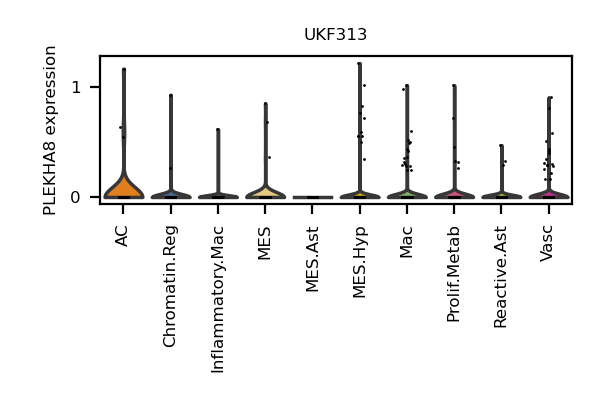 UKF313
PLEKHA8 expression
1
0
AC
Chromatin.Reg
Inflammatory.Mac
MES
MES.Ast
MES.Hyp
Mac
Prolif.Metab
Reactive.Ast
Vasc